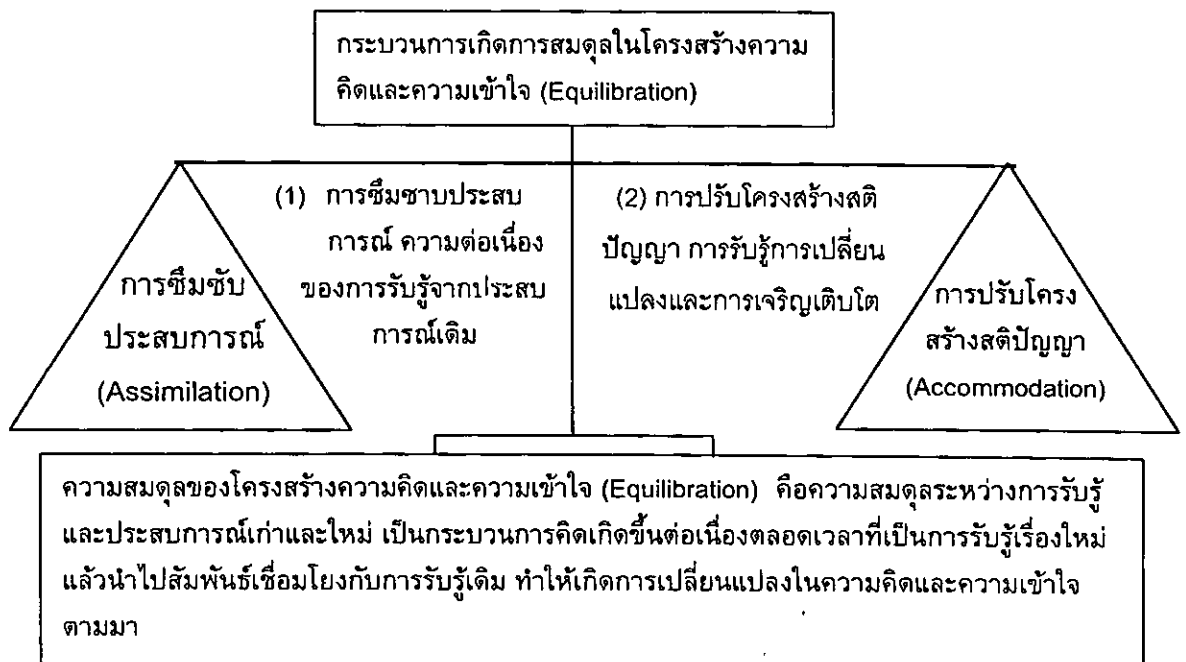 กระบวนการเกิดการสมดุลในโครงสร้างความ
คิดและความเข้าใจ (Equilibration)
(1) การซึมซาบประสบ
การณ์ ความต่อเนื่อง
ของการรับรู้จากประสบ
การณ์เดิม
(2) การปรับโครงสร้างสติ
ปัญญา การรับรู้การเปลี่ยน
แปลงและการเจริญเติบโต
การซึมซับ
ประสบการณ์
(Assimilation)
การปรับโครง
สร้างสติปัญญา
(Accommodation)
ความสมดุลของโครงสร้างความคิดและความเข้าใจ (Equilibration) คือความสมดุลระหว่างการรับรู้
และประสบการณ์เก่าและใหม่ เป็นกระบวนการคิดเกิดขึ้นต่อเนื่องตลอดเวลาที่เป็นการรับรู้เรื่องใหม่
แล้วนำไปสัมพันธ์เชื่อมโยงกับการรับรู้เดิม ทำให้เกิดการเปลี่ยนแปลงในความคิดและความเข้าใจ
ตามมา